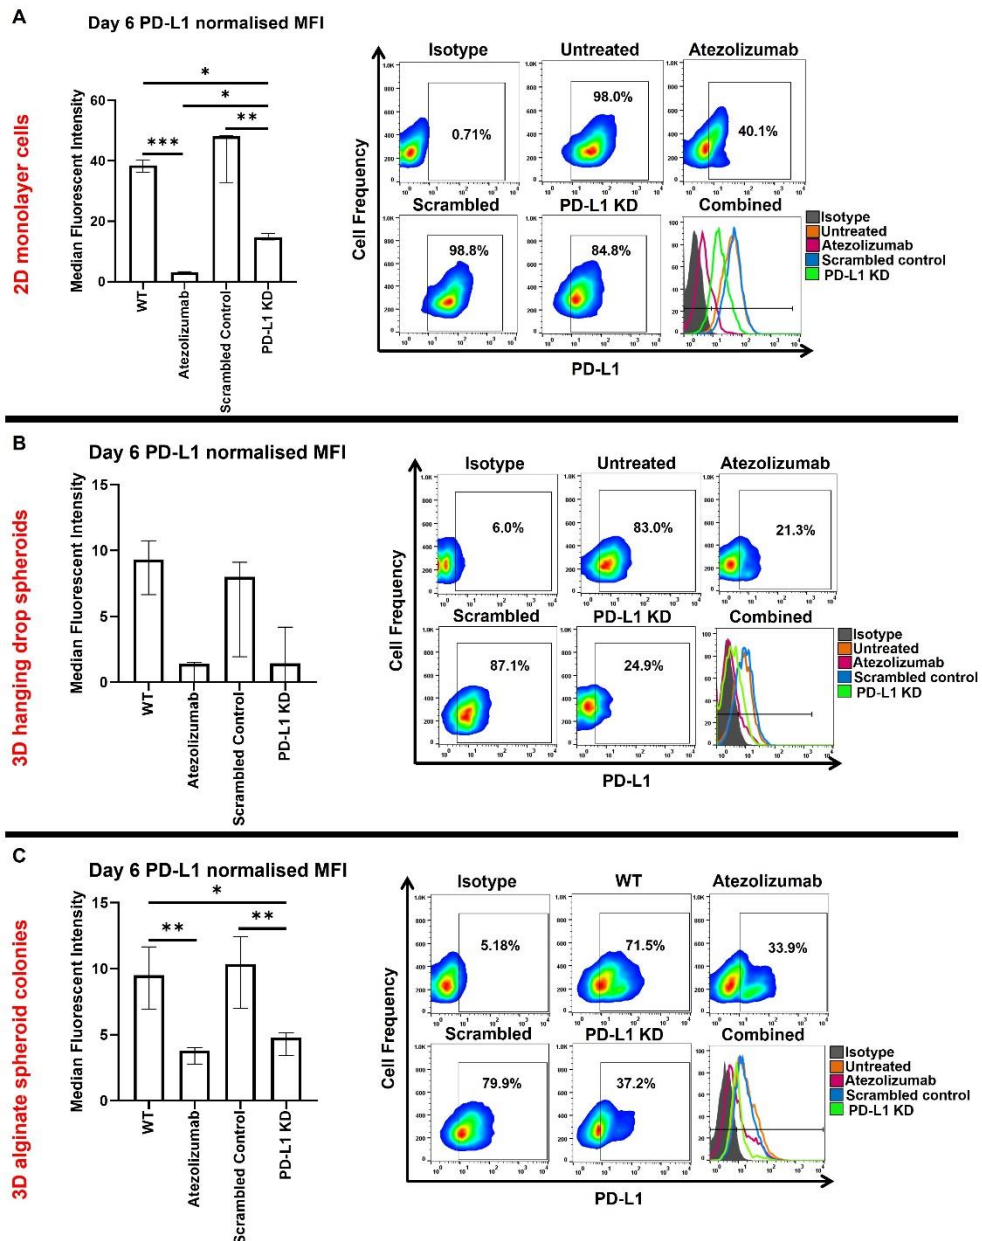 A
Day 6 PD-L1 normalised MFI
2D monolayer cells
Median Fluorescent Intensity
60
40
20
0
*
*
**
***
WT
Atezolizumab
Scrambled Control
PD-L1 KD
Cell Frequency
Isotype
Untreated
Atezolizumab
0.71%
98.0%
40.1%
Scrambled
PD-L1 KD
Combined
98.8%
84.8%
Isotype
Untreated
Atezolizumab
Scrambled control
PD-L1 KD
PD-L1
B
Day 6 PD-L1 normalised MFI
3D hanging drop spheroids
Median Fluorescent Intensity
15
10
5
0
WT
Atezolizumab
Scrambled Control
PD-L1 KD
Cell Frequency
Isotype
Untreated
Atezolizumab
6.0%
83.0%
21.3%
Scrambled
PD-L1 KD
Combined
87.1%
24.9%
Isotype
Untreated
Atezolizumab
Scrambled control
PD-L1 KD
PD-L1
C
Day 6 PD-L1 normalised MFI
3D alginate spheroid colonies
Median Fluorescent Intensity
15
10
5
0
*
**
**
WT
Atezolizumab
Scrambled Control
PD-L1 KD
Cell Frequency
Isotype
WT
Atezolizumab
5.18%
71.5%
33.9%
Scrambled
PD-L1 KD
Combined
79.9%
37.2%
Isotype
Untreated
Atezolizumab
Scrambled control
PD-L1 KD
PD-L1